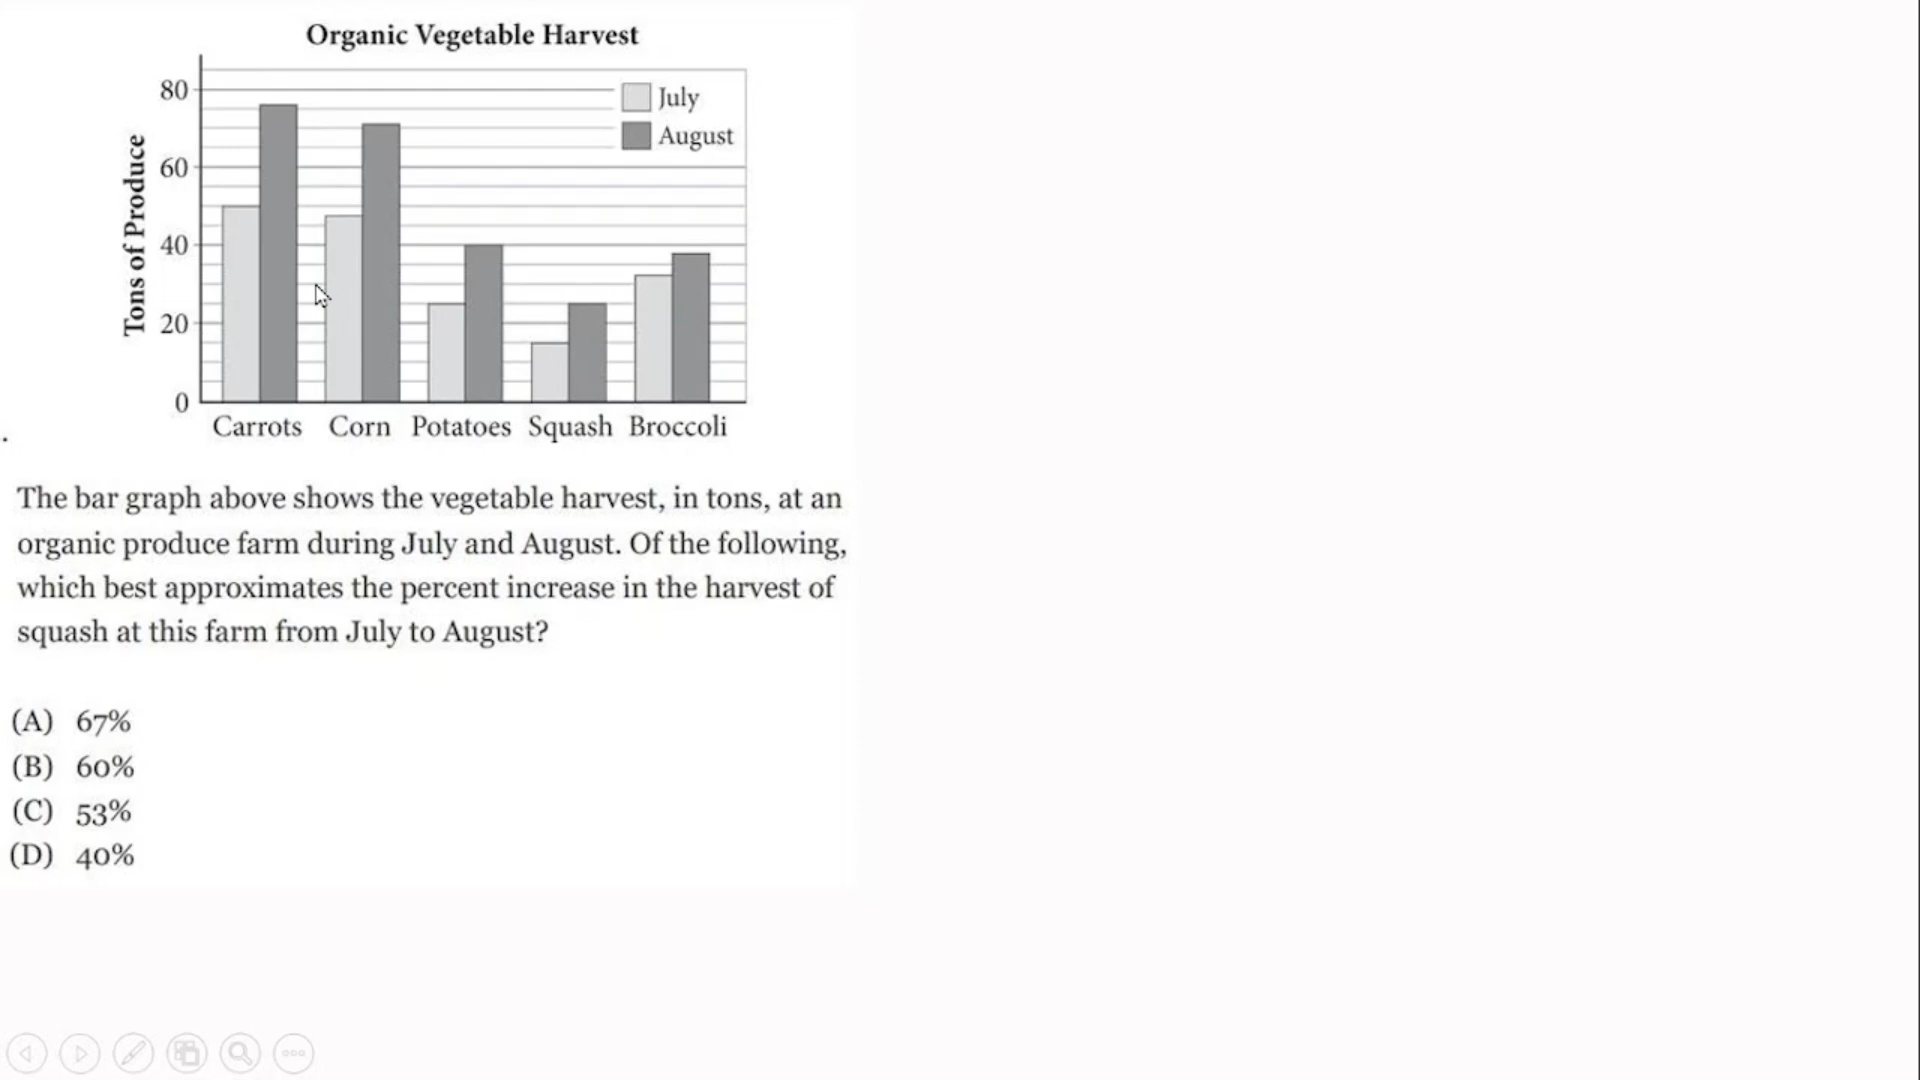 Organic Vegetable Harvest
80
60
40
20
0
Tons of Produce
July
August
Carrots Corn Potatoes Squash Broccoli
.
The bar graph above shows the vegetable harvest, in tons, at an
organic produce farm during July and August. Of the following,
which best approximates the percent increase in the harvest of
squash at this farm from July to August?
(A) 67%
(B) 60%
(C) 53%
(D) 40%